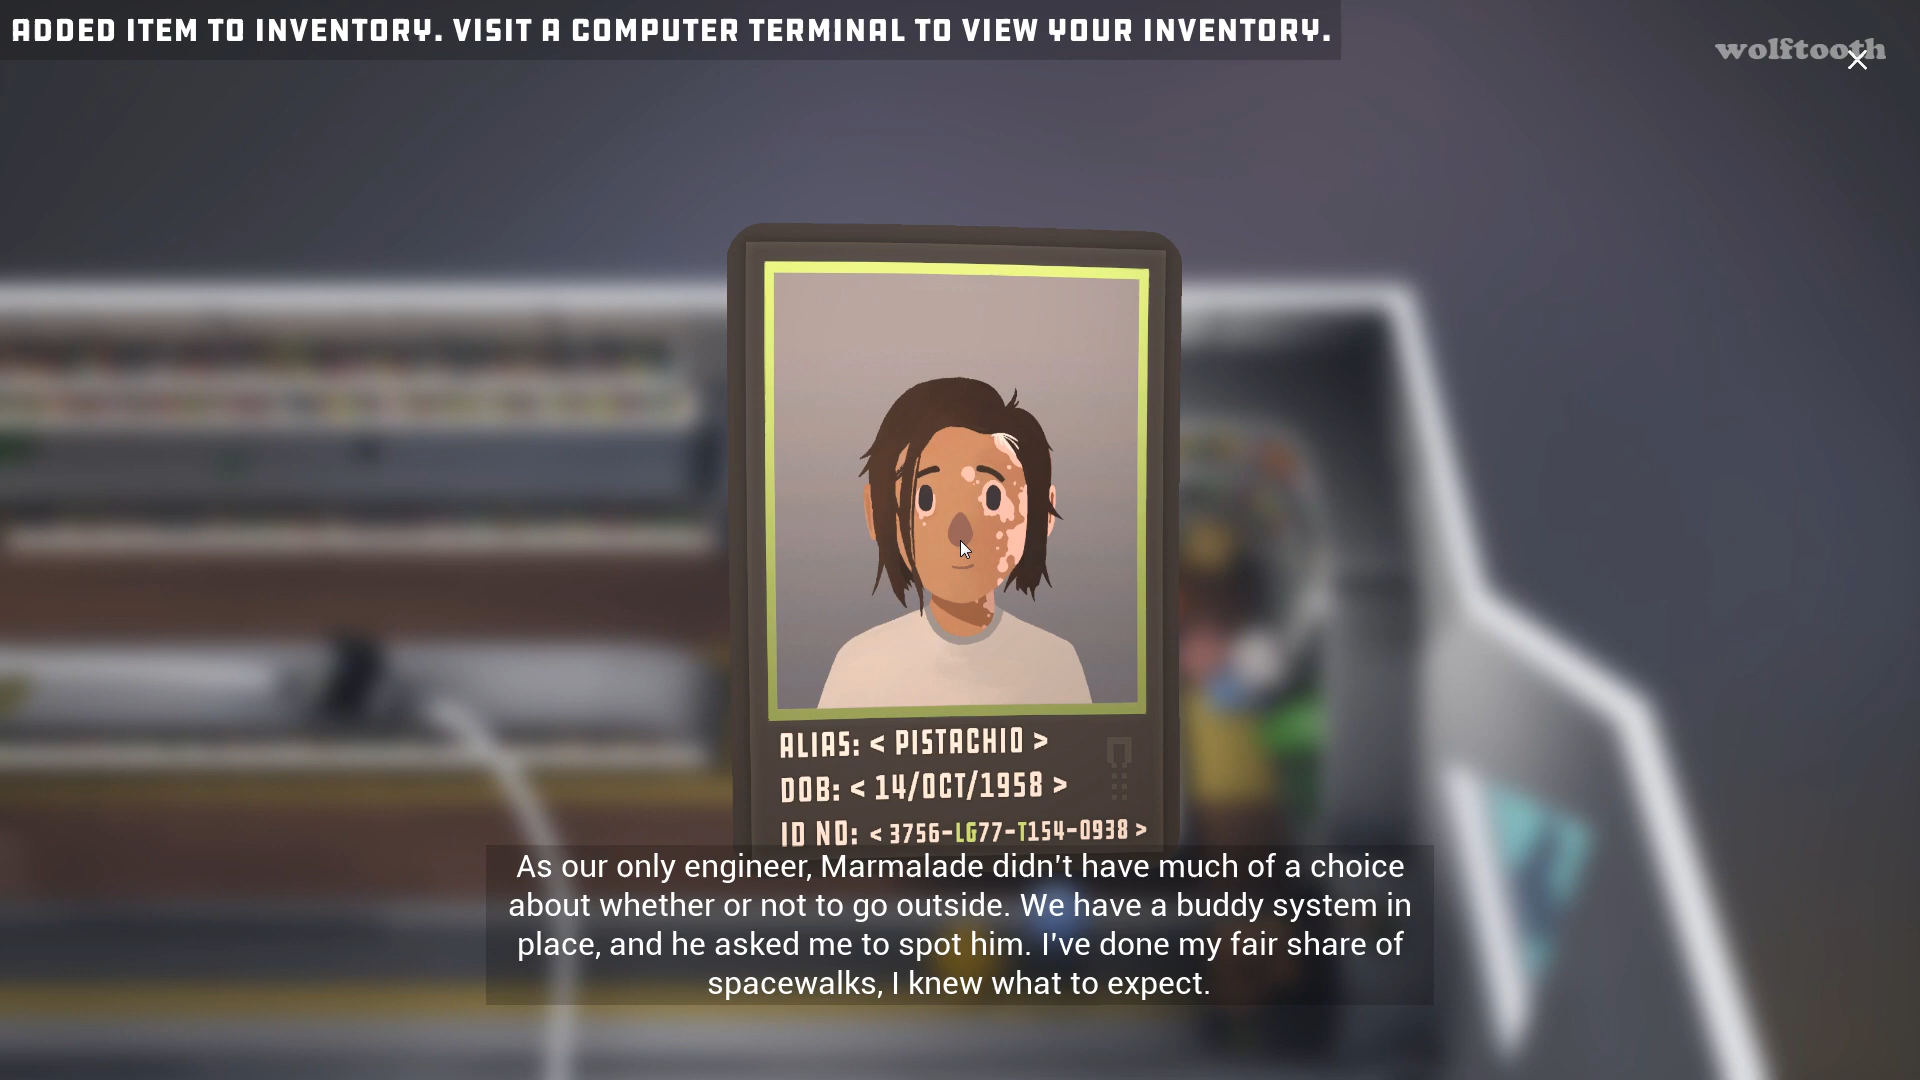 ADDED ITEM TO INVENTORY. VISIT A COMPUTER TERMINAL TO VIEW YOUR INVENTORY.
wolftooth
ALIAS: < PISTACHIO >
DOB: < 14/OCT/1958 >
ID NO: < 3756-LG77-T154-0938 >
As our only engineer, Marmalade didn't have much of a choice
about whether or not to go outside. We have a buddy system in
place, and he asked me to spot him. I've done my fair share of
spacewalks, I knew what to expect.